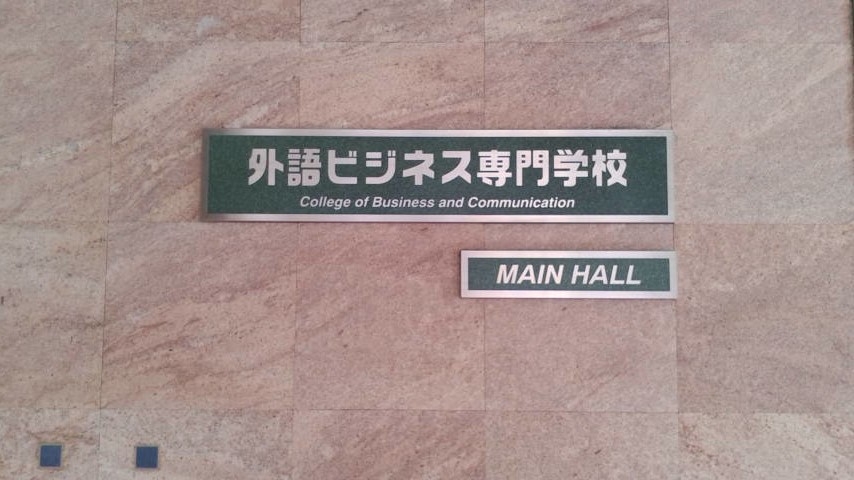 外語ビジネス専門学校
College of Business and Communication
MAIN HALL